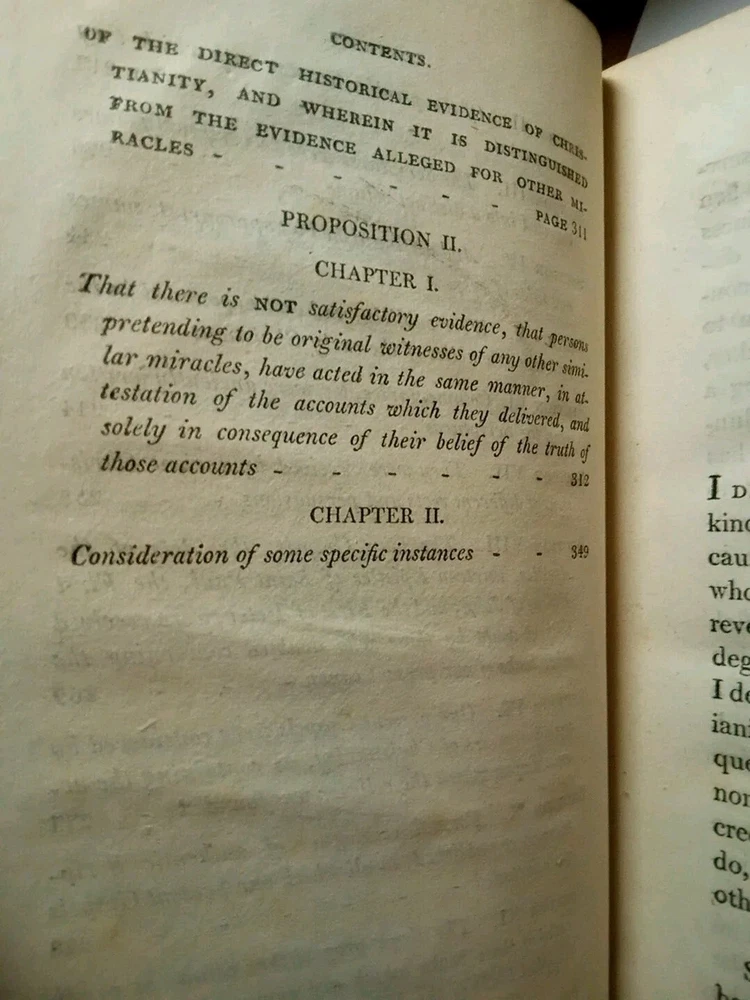 CONTENTS.
OF THE DIRECT HISTORICAL EVIDENCE OF CHRIS-
TIANITY, AND WHEREIN IT IS DISTINGUISHED
FROM THE EVIDENCE ALLEGED FOR OTHER MI-
RACLES - - - - - - PAGE 311
PROPOSITION II.
CHAPTER I.
That there is NOT satisfactory evidence, that persons
pretending to be original witnesses of any other simi-
lar miracles, have acted in the same manner, in at-
testation of the accounts which they delivered, and
solely in consequence of their belief of the truth of
those accounts - - - - - - 312
CHAPTER II.
Consideration of some specific instances - - 349
I D
kind
cau
who
reve
deg
I de
ian
que
nor
cre
do,
oth